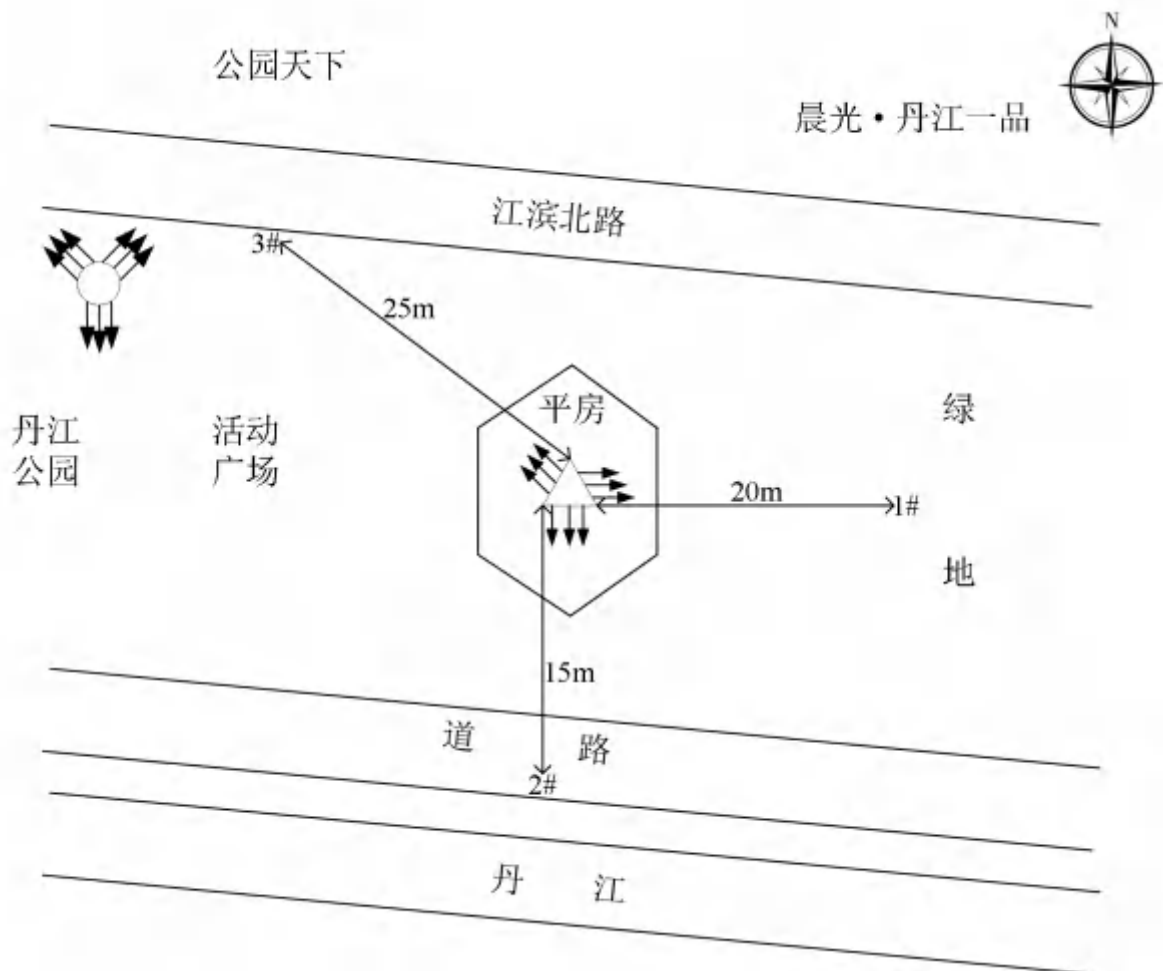 N
公园天下
晨光·丹江一品
江滨北路
3#
25m
平房
绿
丹江
公园
活动
广场
20m
1#
地
15m
道 路
2#
丹 江